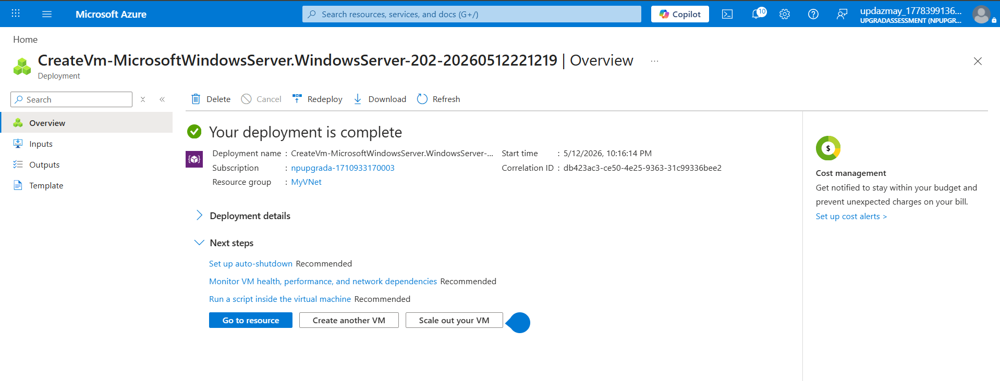 Microsoft Azure
Search resources, services, and docs (G+/)
Copilot
10
updazmay_1778399136...
UPGRADASSESSMENT (NPUPGR...
Home
CreateVm-MicrosoftWindowsServer.WindowsServer-202-20260512221219 | Overview ...
Deployment
Search
Delete Cancel Redeploy Download Refresh
Overview
Inputs
Outputs
Template
Your deployment is complete
Deployment name : CreateVm-MicrosoftWindowsServer.WindowsServer-...
Subscription : npupgrada-1710933170003
Resource group : MyVNet
Start time : 5/12/2026, 10:16:14 PM
Correlation ID : db423ac3-ce50-4e25-9363-31c99336bee2
Deployment details
Next steps
Set up auto-shutdown Recommended
Monitor VM health, performance, and network dependencies Recommended
Run a script inside the virtual machine Recommended
Go to resource Create another VM Scale out your VM
$
Cost management
Get notified to stay within your budget and
prevent unexpected charges on your bill.
Set up cost alerts >